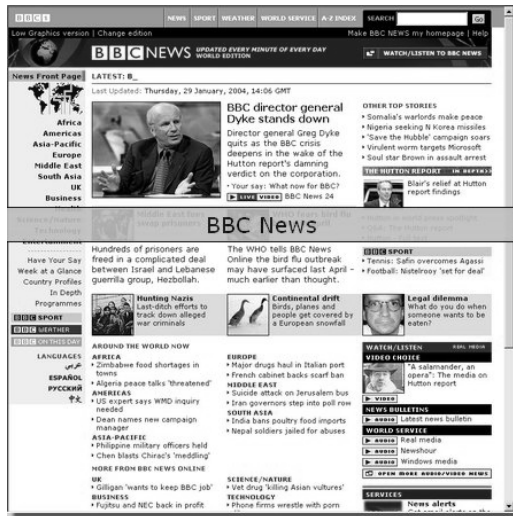 BBCi
NEWS SPORT WEATHER WORLD SERVICE A-Z INDEX SEARCH Go
Low Graphics version | Change edition
Make BBC NEWS my homepage | Help
BBC NEWS UPDATED EVERY MINUTE OF EVERY DAY
WORLD EDITION
WATCH/LISTEN TO BBC NEWS
News Front Page
Africa
Americas
Asia-Pacific
Europe
Middle East
South Asia
UK
Business
LATEST: B_
Last Updated: Thursday, 29 January, 2004, 14:06 GMT
BBC director general
Dyke stands down
Director general Greg Dyke
quits as the BBC crisis
deepens in the wake of the
Hutton report's damning
verdict on the corporation.
Your say: What now for BBC?
LIVE VIDEO BBC News 24
OTHER TOP STORIES
Somalia's warlords make peace
Nigeria seeking N Korea missiles
'Save the Hubble' campaign soars
Virulent worm targets Microsoft
Soul star Brown in assault arrest
THE HUTTON REPORT IN DEPTH
Blair's relief at Hutton
report findings
BBC News
Science/Nature
Technology
Entertainment
Have Your Say
Week at a Glance
Country Profiles
In Depth
Programmes
BBC SPORT
BBC WEATHER
BBC ON THIS DAY
LANGUAGES
عربي
ESPAÑOL
РУССКИЙ
中文
Hundreds of prisoners are
freed in a complicated deal
between Israel and Lebanese
guerrilla group, Hezbollah.
The WHO tells BBC News
Online the bird flu outbreak
may have surfaced last April -
much earlier than thought.
BBC SPORT
Tennis: Safin overcomes Agassi
Football: Nistelrooy 'set for deal'
Hunting Nazis
Last-ditch efforts to
track down alleged
war criminals
Continental drift
Birds, planes and
people get covered by
a European snowfall
Legal dilemma
What do you do when
someone wants to be
eaten?
AROUND THE WORLD NOW
AFRICA
Zimbabwe food shortages in
towns
Algeria peace talks 'threatened'
AMERICAS
US expert says WMD inquiry
needed
Dean names new campaign
manager
ASIA-PACIFIC
Philippine military officers held
Chen blasts Chirac's 'meddling'
EUROPE
Major drugs haul in Italian port
French cabinet backs scarf ban
MIDDLE EAST
Suicide attack on Jerusalem bus
Iran governors step into poll row
SOUTH ASIA
India bans poultry food imports
Nepal soldiers jailed for abuses
MORE FROM BBC NEWS ONLINE
UK
Gilligan 'wants to keep BBC job'
BUSINESS
Fujitsu and NEC back in profit
SCIENCE/NATURE
Vet drug 'killing Asian vultures'
TECHNOLOGY
Phone firms wrestle with porn
WATCH/LISTEN REAL MEDIA
VIDEO CHOICE
"A salamander, an
opera": The media on
Hutton report
VIDEO
NEWS BULLETINS
AUDIO Latest news bulletin
WORLD SERVICE
AUDIO Real media
AUDIO Newshour
AUDIO Windows media
OPEN MORE AUDIO/VIDEO NEWS
SERVICES
News alerts